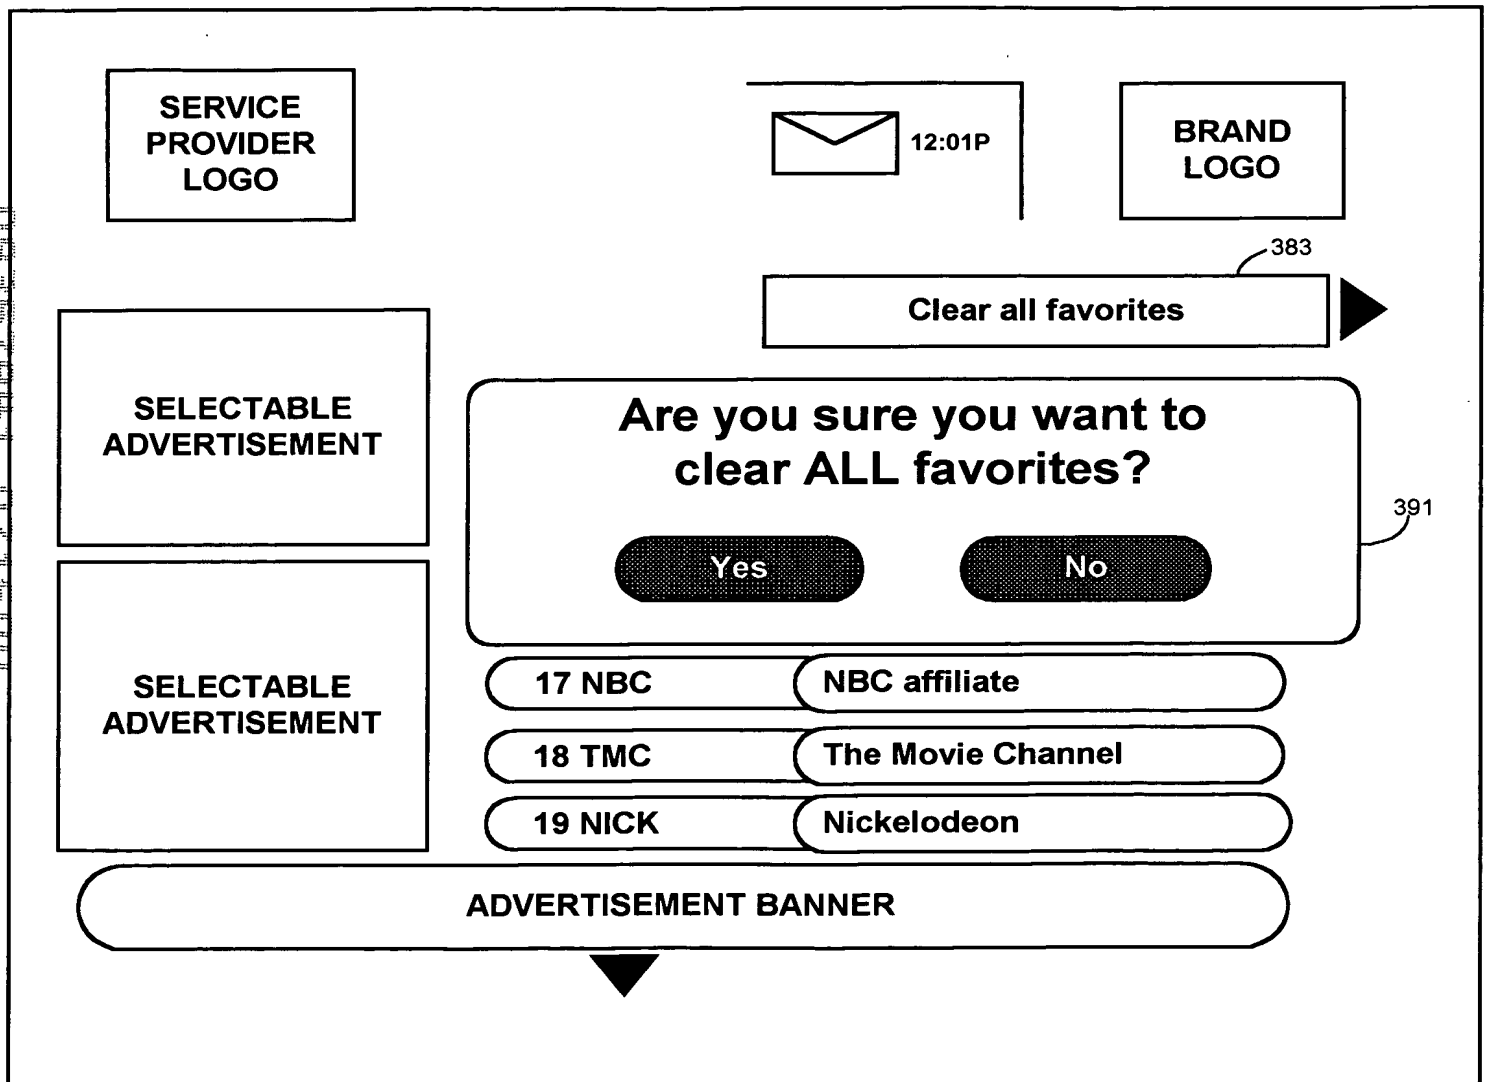 SERVICE
PROVIDER
LOGO
12:01P
BRAND
LOGO
383
Clear all favorites
SELECTABLE
ADVERTISEMENT
Are you sure you want to
clear ALL favorites?
391
Yes
No
SELECTABLE
ADVERTISEMENT
17 NBC
NBC affiliate
18 TMC
The Movie Channel
19 NICK
Nickelodeon
ADVERTISEMENT BANNER